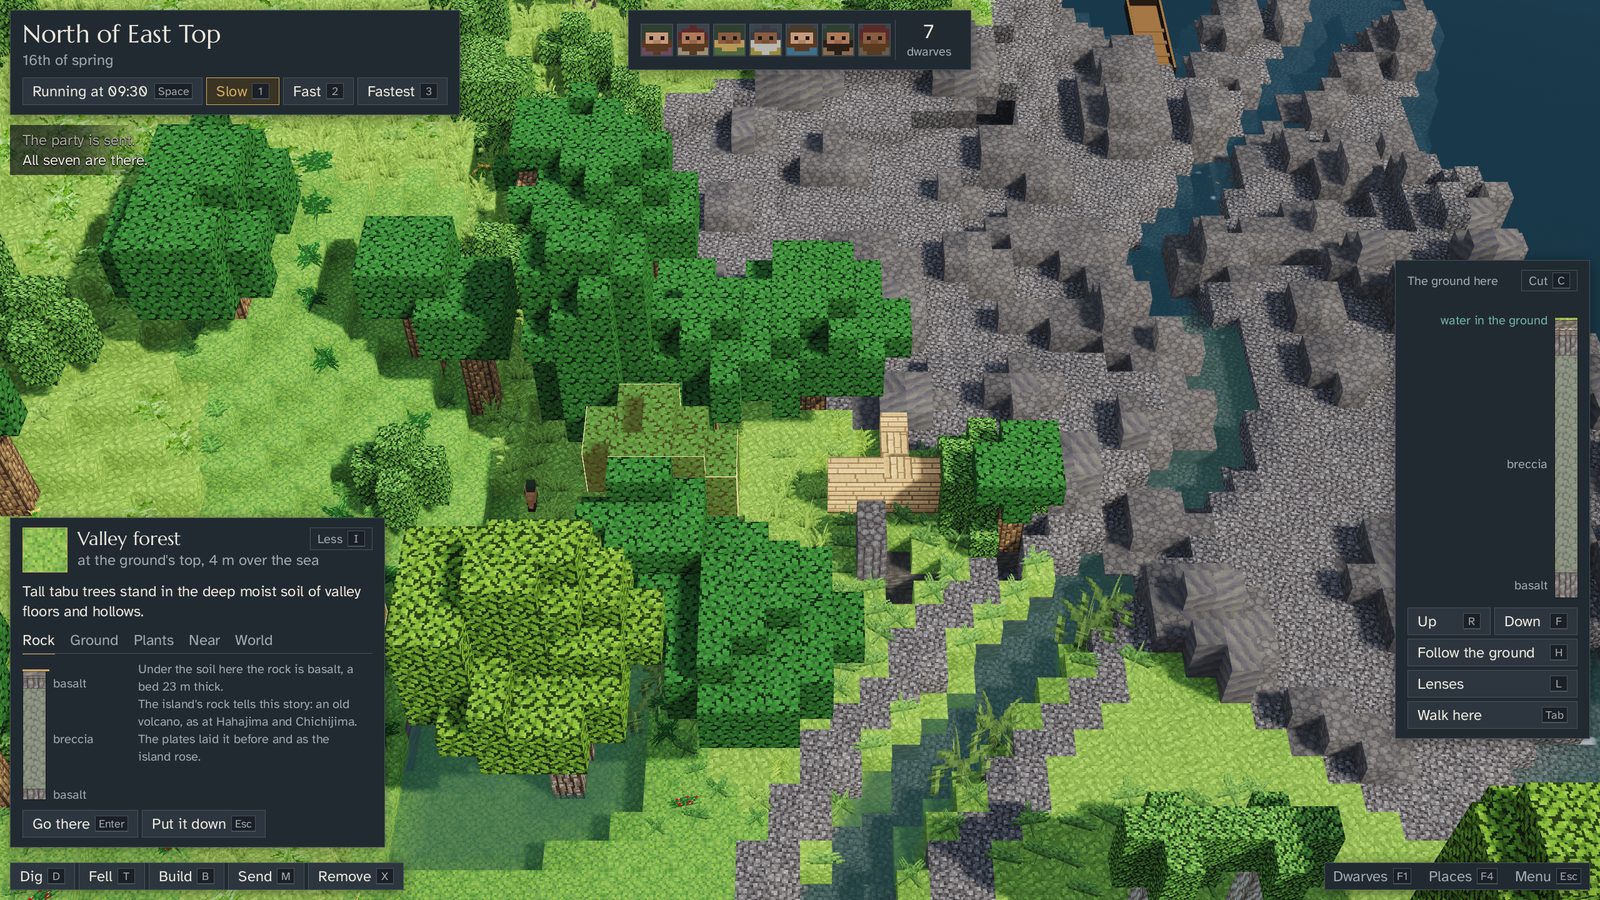 North of East Top
16th of spring
Running at 09:30 Space
Slow 1
Fast 2
Fastest 3
7
dwarves
The party is sent.
All seven are there.
The ground here
Cut C
water in the ground
breccia
basalt
Up R
Down F
Follow the ground H
Lenses L
Walk here Tab
Valley forest
at the ground's top, 4 m over the sea
Less I
Tall tabu trees stand in the deep moist soil of valley
floors and hollows.
Rock Ground Plants Near World
basalt
breccia
basalt
Under the soil here the rock is basalt, a
bed 23 m thick.
The island's rock tells this story: an old
volcano, as at Hahajima and Chichijima.
The plates laid it before and as the
island rose.
Go there Enter
Put it down Esc
Dig D
Fell T
Build B
Send M
Remove X
Dwarves F1
Places F4
Menu Esc